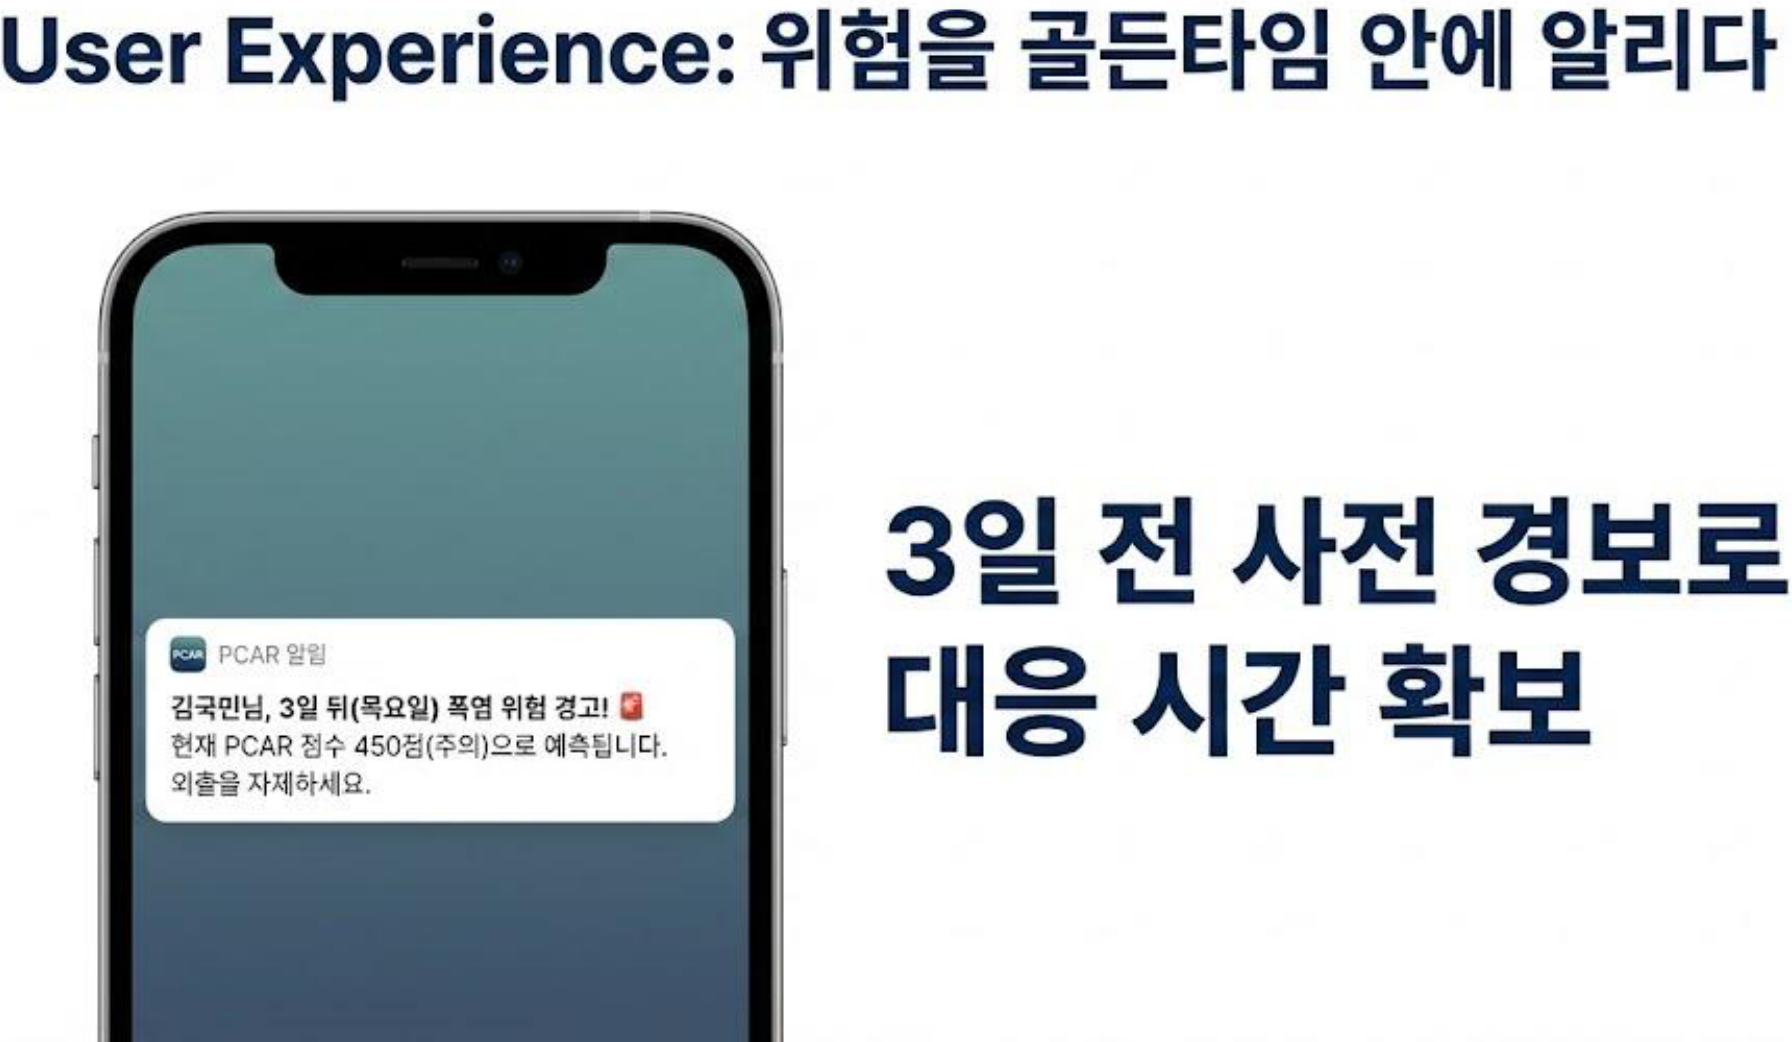 User Experience: 위험을 골든타임 안에 알리다
PCAR PCAR 알림
김국민님, 3일 뒤(목요일) 폭염 위험 경고!
현재 PCAR 점수 450점(주의)으로 예측됩니다.
외출을 자제하세요.
3일 전 사전 경보로
대응 시간 확보